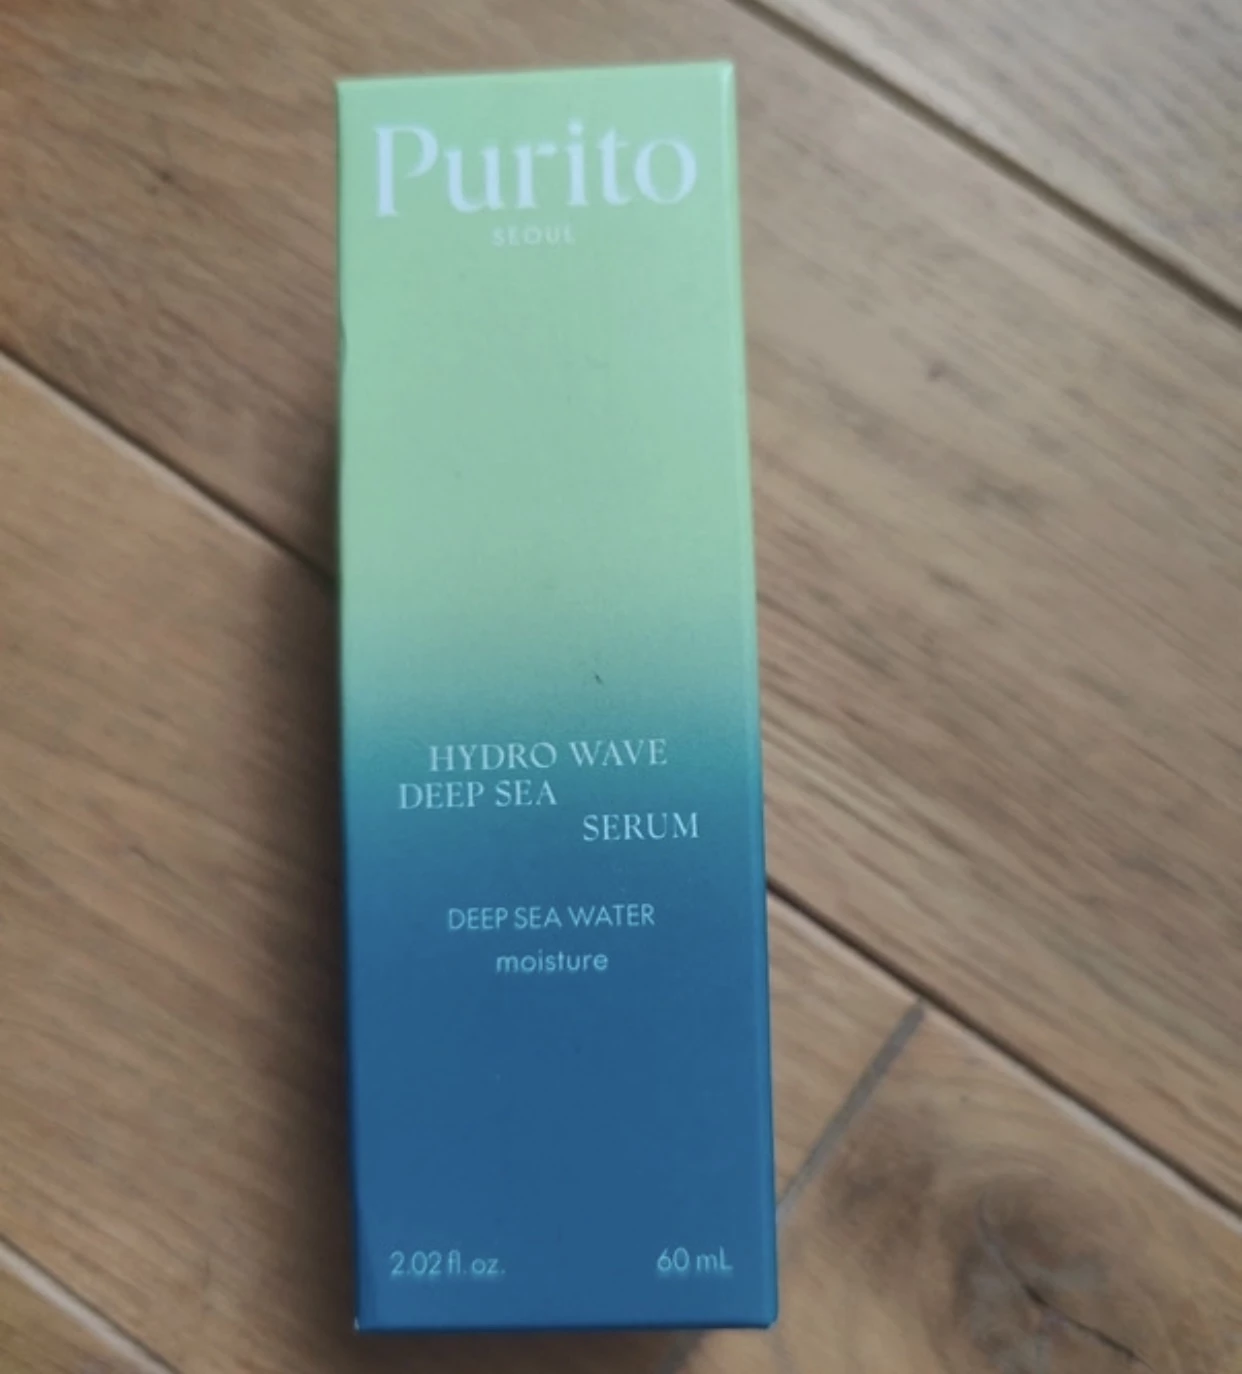 Purito
SEOUL
HYDRO WAVE
DEEP SEA
SERUM
DEEP SEA WATER
moisture
2.02 fl. oz.
60 mL